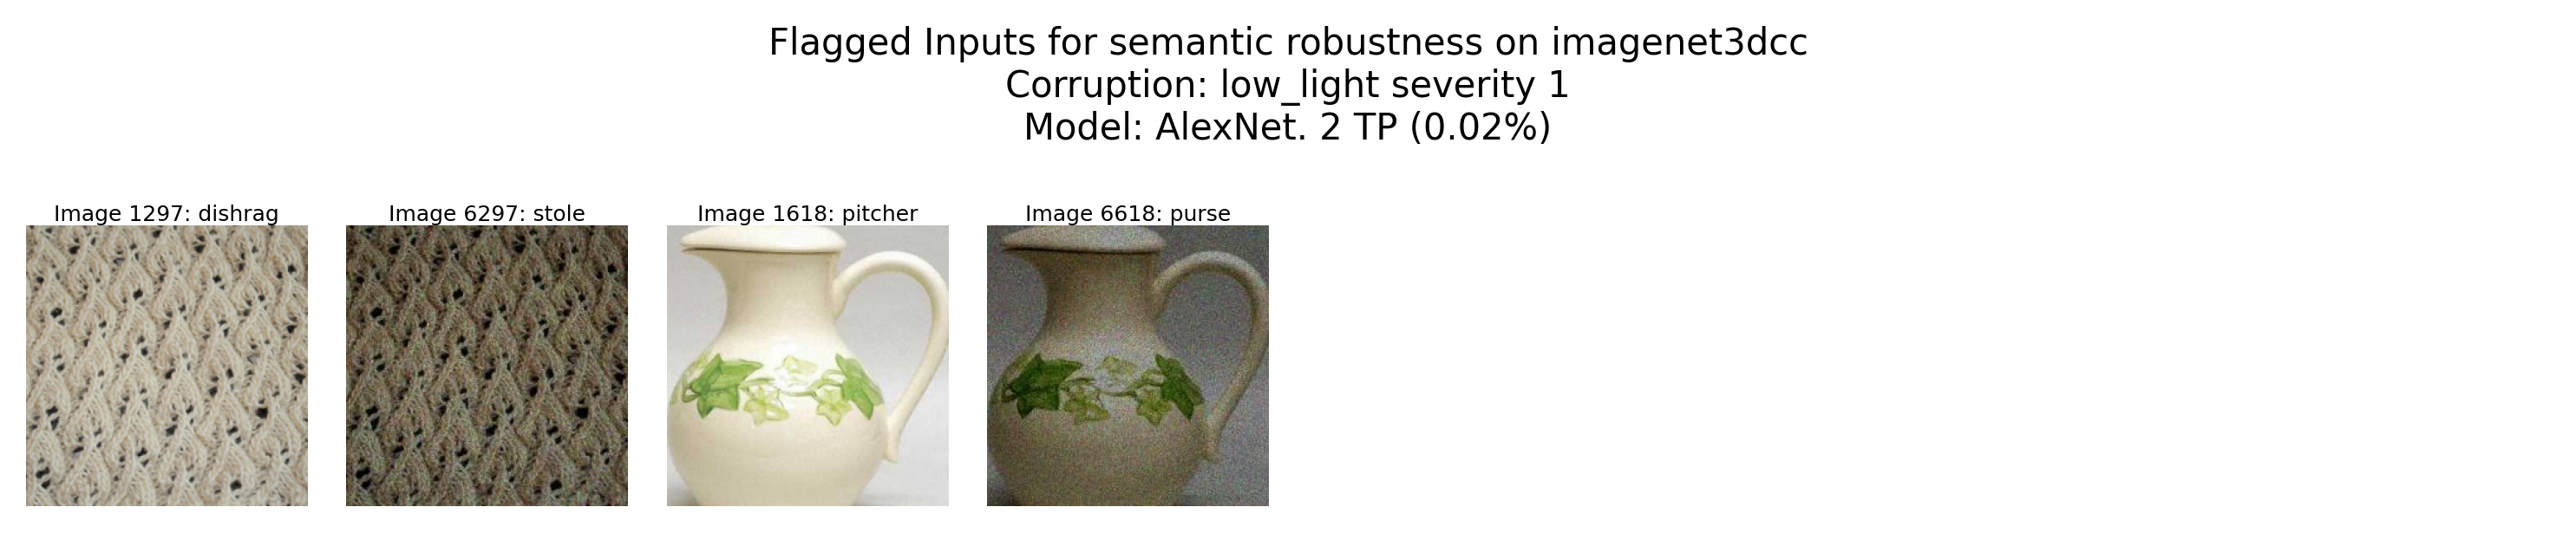 Flagged Inputs for semantic robustness on imagenet3dcc
Corruption: low_light severity 1
Model: AlexNet. 2 TP (0.02%)
Image 1297: dishrag
Image 6297: stole
Image 1618: pitcher
Image 6618: purse